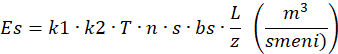 Es = k1 · k2 · T · n · s · bs · L/z (m³/smeni)